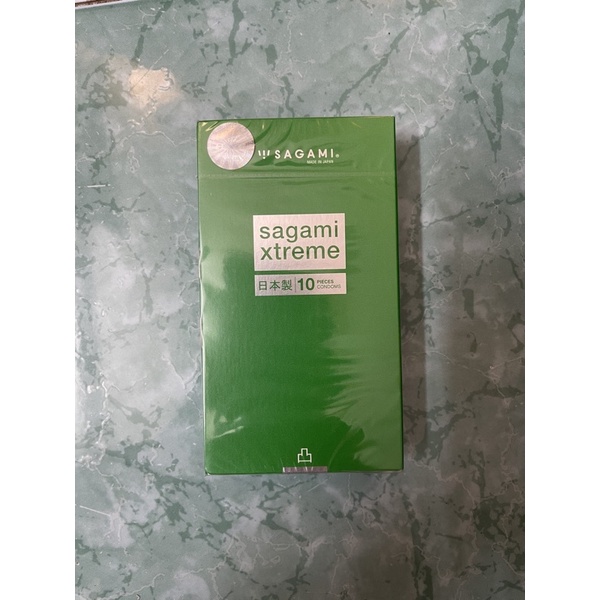 SAGAMI®
MADE IN JAPAN
sagami
xtreme
日本製 10 PIECES
CONDOMS